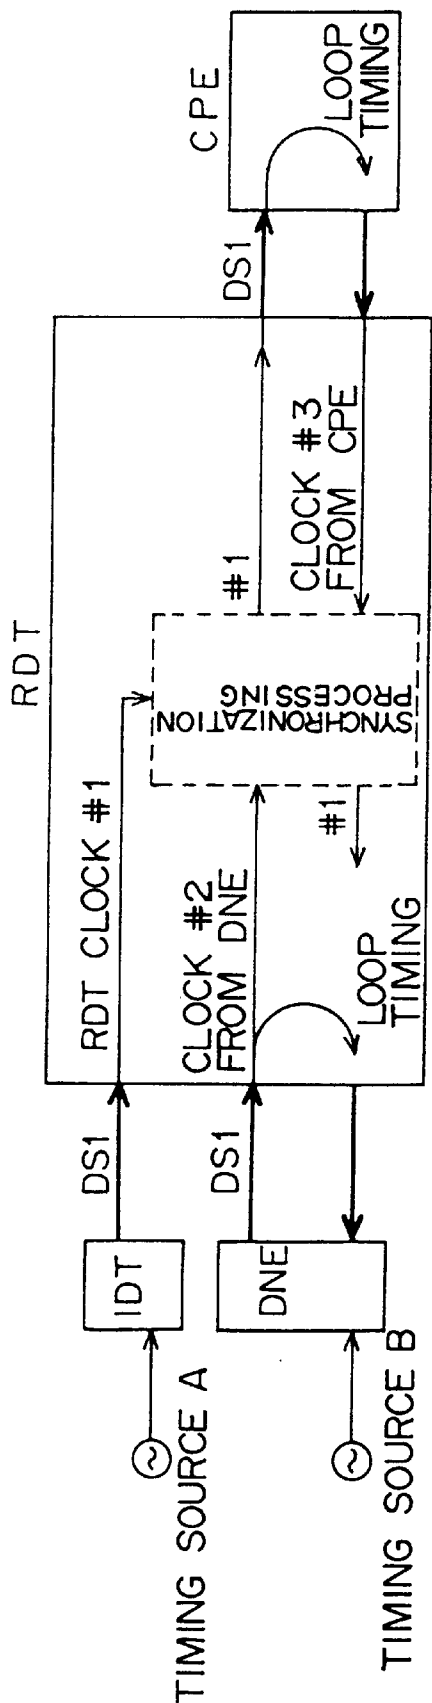 RDT
CPE
TIMING SOURCE A
IDT
DS1
RDT CLOCK #1
#1
DS1
LOOP
TIMING
TIMING SOURCE B
DNE
DS1
CLOCK #2
FROM DNE
LOOP
TIMING
SYNCHRONIZATION
PROCESSING
#1
CLOCK #3
FROM CPE